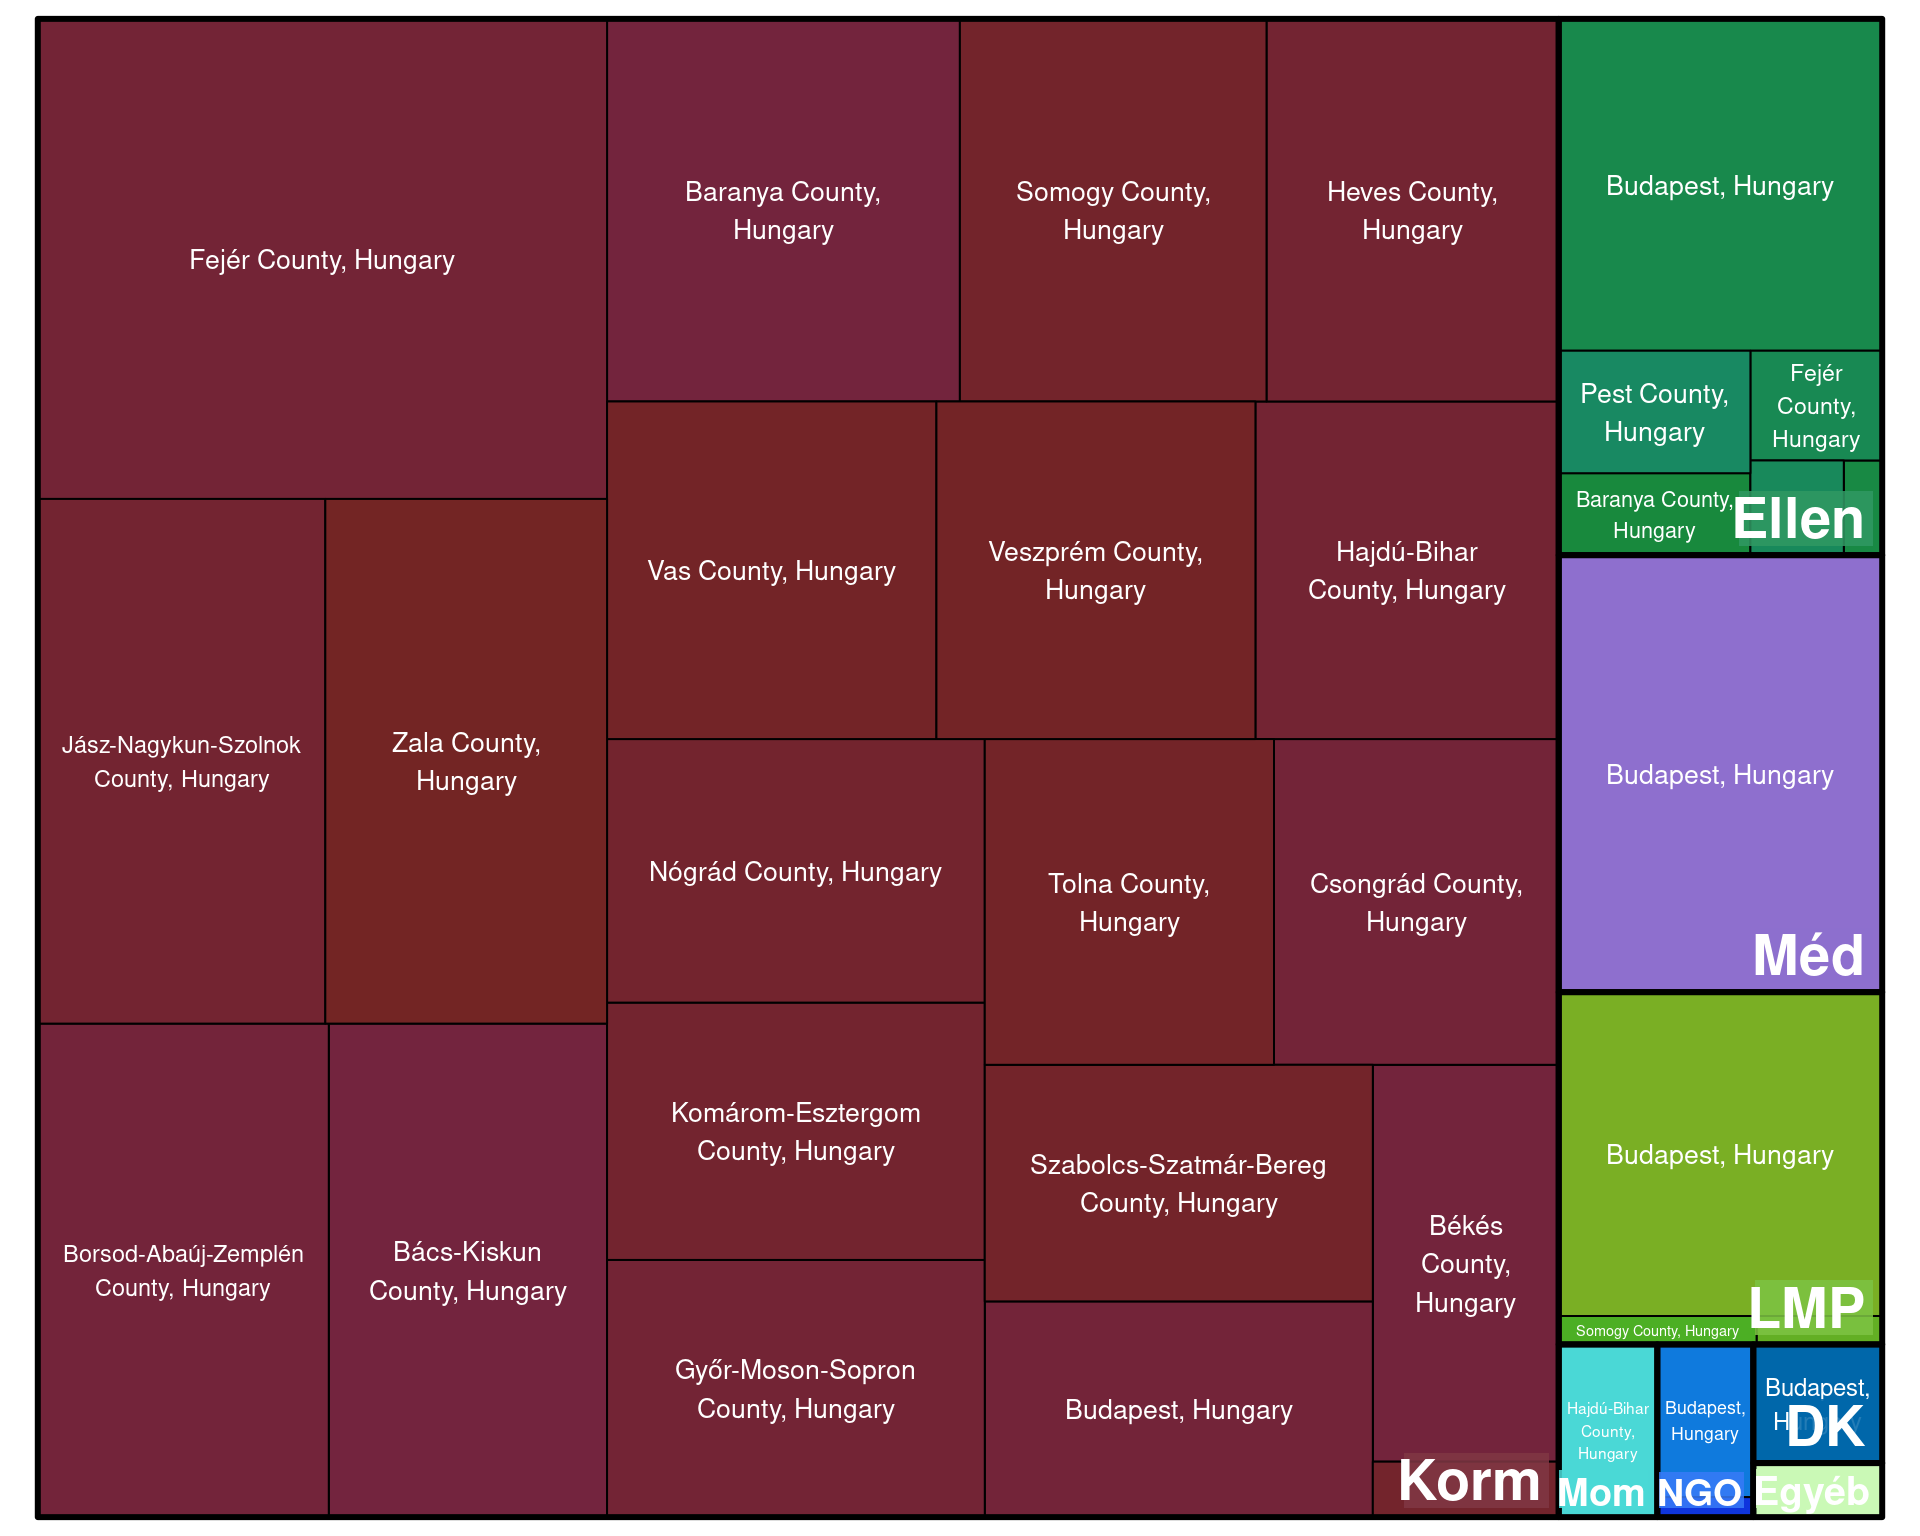 Fejér County, Hungary
Baranya County,
Hungary
Somogy County,
Hungary
Heves County,
Hungary
Jász-Nagykun-Szolnok
County, Hungary
Zala County,
Hungary
Vas County, Hungary
Veszprém County,
Hungary
Hajdú-Bihar
County, Hungary
Nógrád County, Hungary
Tolna County,
Hungary
Csongrád County,
Hungary
Borsod-Abaúj-Zemplén
County, Hungary
Bács-Kiskun
County, Hungary
Komárom-Esztergom
County, Hungary
Szabolcs-Szatmár-Bereg
County, Hungary
Békés
County,
Hungary
Győr-Moson-Sopron
County, Hungary
Budapest, Hungary
Korm
Budapest, Hungary
Pest County,
Hungary
Fejér
County,
Hungary
Baranya County,
Hungary
Ellen
Budapest, Hungary
Méd
Budapest, Hungary
LMP
Somogy County, Hungary
Hajdú-Bihar
County,
Hungary
Mom
Budapest,
Hungary
NGO
Budapest,
Hungary
DK
Egyéb